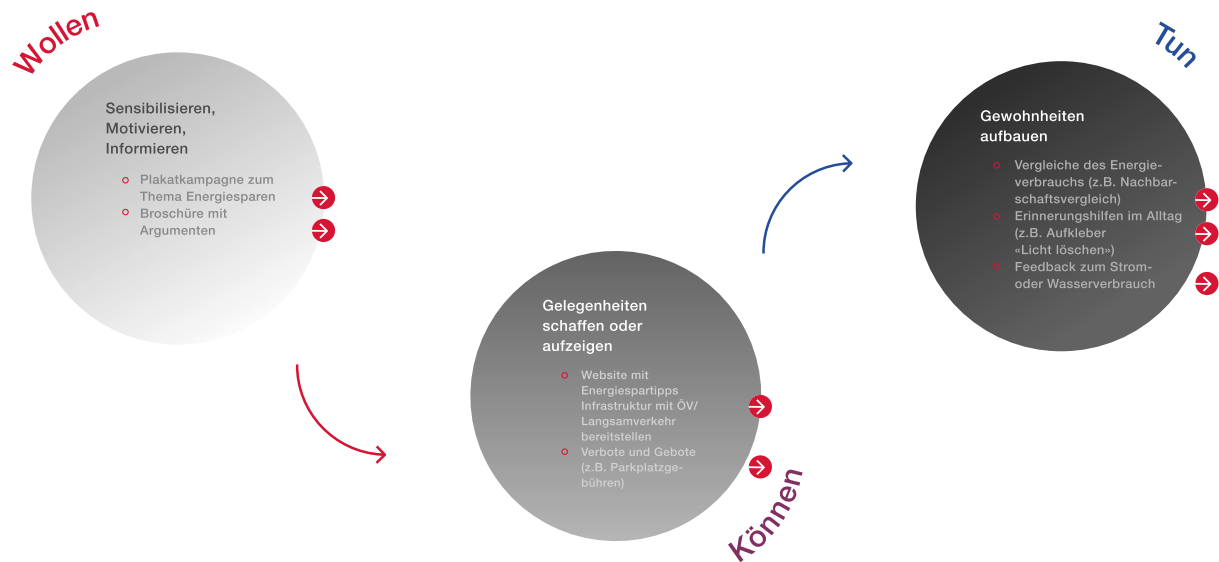 Wollen
Sensibilisieren,
Motivieren,
Informieren
Plakatkampagne zum
Thema Energiesparen
Broschüre mit
Argumenten
Gelegenheiten
schaffen oder
aufzeigen
Website mit
Energiespartipps
Infrastruktur mit ÖV/
Langsamverkehr
bereitstellen
Verbote und Gebote
(z.B. Parkplatzge-
bühren)
Können
Tun
Gewohnheiten
aufbauen
Vergleiche des Energie-
verbrauchs (z.B. Nachbar-
schaftsvergleich)
Erinnerungshilfen im Alltag
(z.B. Aufkleber
«Licht löschen»)
Feedback zum Strom-
oder Wasserverbrauch